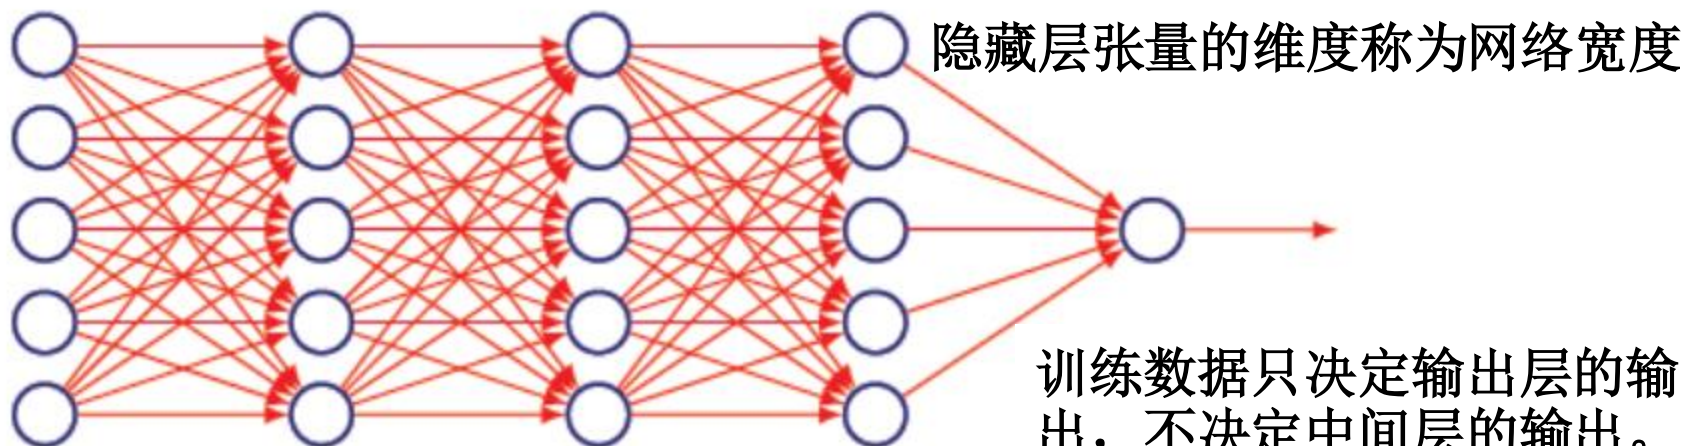 隐藏层张量的维度称为网络宽度
训练数据只决定输出层的输
出，不决定中间层的输出。